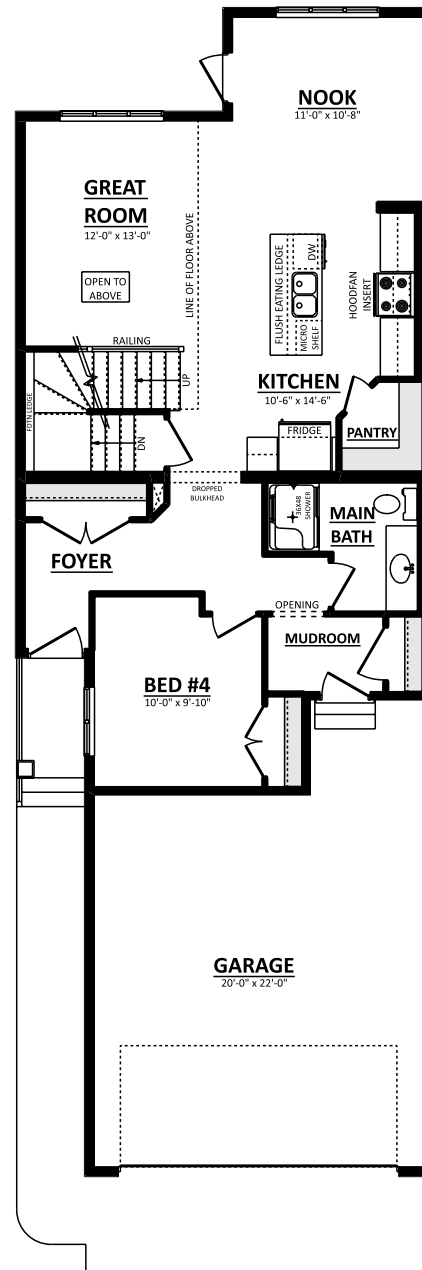 NOOK
11'-0" x 10'-8"
GREAT
ROOM
12'-0" x 13'-0"
LINE OF FLOOR ABOVE
OPEN TO
ABOVE
FLUSH EATING LEDGE
DW
MICRO
SHELF
HOODFAN
INSERT
RAILING
UP
KITCHEN
10'-6" x 14'-6"
FDTN LEDGE
DN
FRIDGE
PANTRY
DROPPED
BULKHEAD
36X48
SHOWER
MAIN
BATH
FOYER
OPENING
MUDROOM
BED #4
10'-0" x 9'-10"
GARAGE
20'-0" x 22'-0"